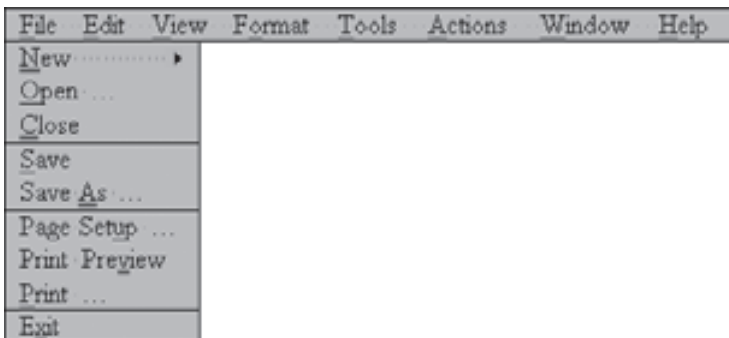 File Edit View Format Tools Actions Window Help
New
Open ...
Close
Save
Save As ...
Page Setup ...
Print Preview
Print ...
Exit